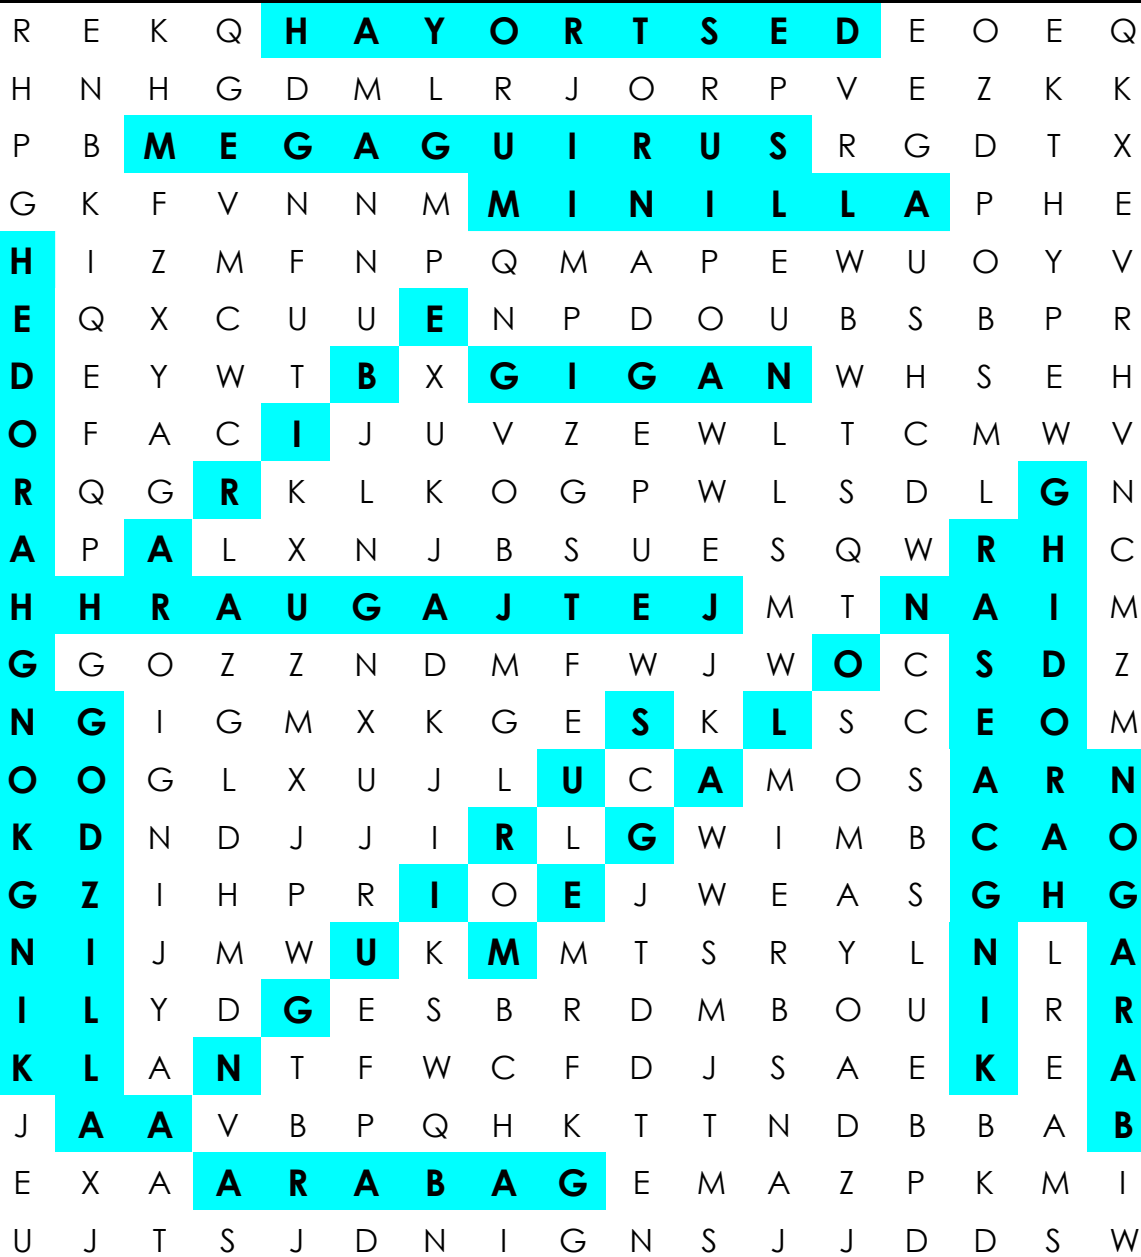 R E K Q H A Y O R T S E D E O E Q
H N H G D M L R J O R P V E Z K K
P B M E G A G U I R U S R G D T X
G K F V N N M M I N I L L A P H E
H I Z M F N P Q M A P E W U O Y V
E Q X C U U E N P D O U B S B P R
D E Y W T B X G I G A N W H S E H
O F A C I J U V Z E W L T C M W V
R Q G R K L K O G P W L S D L G N
A P A L X N J B S U E S Q W R H C
H H R A U G A J T E J M T N A I M
G G O Z Z N D M F W J W O C S D Z
N G I G M X K G E S K L S C E O M
O O G L X U J L U C A M O S A R N
K D N D J J I R L G W I M B C A O
G Z I H P R I O E J W E A S G H G
N I J M W U K M M T S R Y L N L A
I L Y D G E S B R D M B O U I R R
K L A N T F W C F D J S A E K E A
J A A V B P Q H K T T N D B B A B
E X A A R A B A G E M A Z P K M I
U J T S J D N I G N S J J D D S W